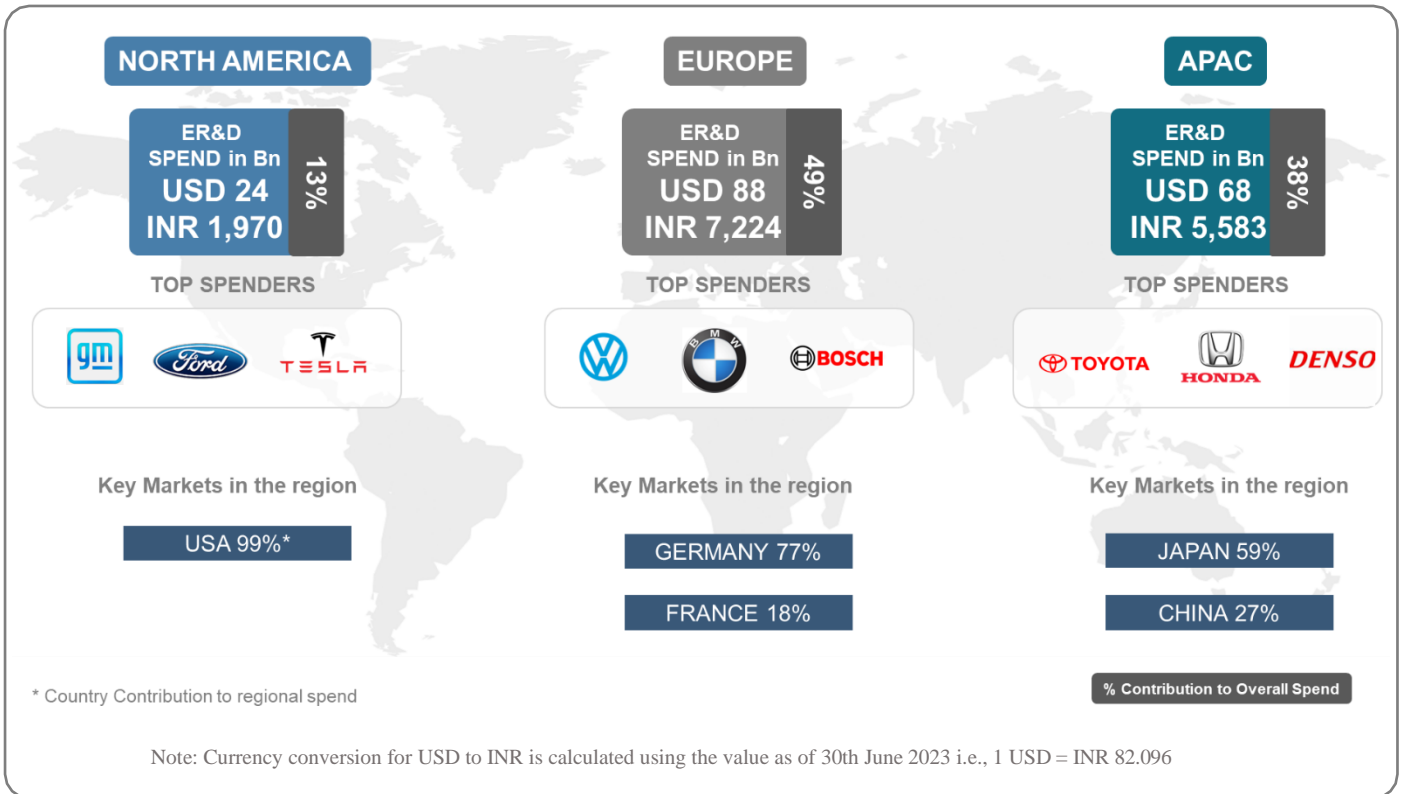 NORTH AMERICA
ER&D
SPEND in Bn
USD 24
INR 1,970
13%
TOP SPENDERS
gm
Ford
TESLA
Key Markets in the region
USA 99%*
EUROPE
ER&D
SPEND in Bn
USD 88
INR 7,224
49%
TOP SPENDERS
VW
BMW
BOSCH
Key Markets in the region
GERMANY 77%
FRANCE 18%
APAC
ER&D
SPEND in Bn
USD 68
INR 5,583
38%
TOP SPENDERS
TOYOTA
HONDA
DENSO
Key Markets in the region
JAPAN 59%
CHINA 27%
* Country Contribution to regional spend
% Contribution to Overall Spend
Note: Currency conversion for USD to INR is calculated using the value as of 30th June 2023 i.e., 1 USD = INR 82.096